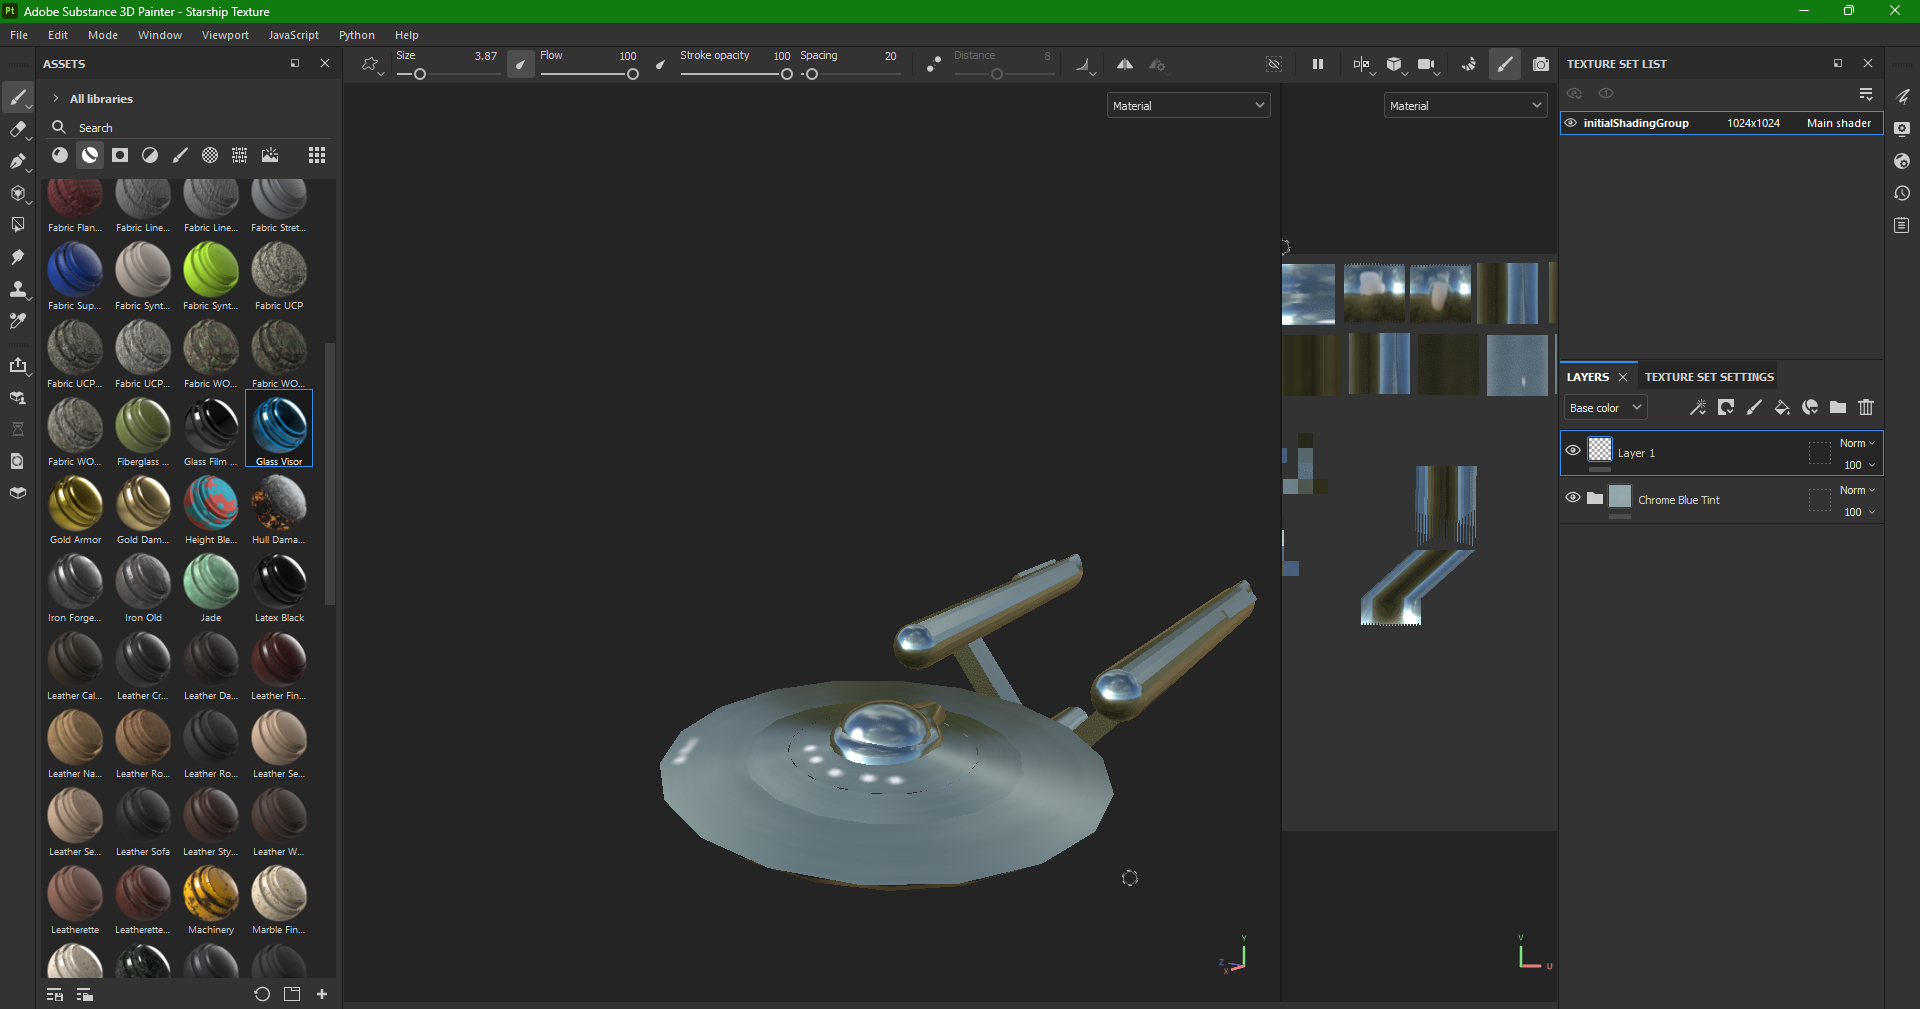 Pt Adobe Substance 3D Painter - Starship Texture
File Edit Mode Window Viewport JavaScript Python Help
ASSETS
All libraries
Search
Fabric Flan... Fabric Line... Fabric Line... Fabric Stret...
Fabric Sup... Fabric Synt... Fabric Synt... Fabric UCP
Fabric UCP... Fabric UCP... Fabric WO... Fabric WO...
Fabric WO... Fiberglass ... Glass Film ... Glass Visor
Gold Armor Gold Dam... Height Ble... Hull Dama...
Iron Forge... Iron Old Jade Latex Black
Leather Cal... Leather Cr... Leather Da... Leather Fin...
Leather Na... Leather Ro... Leather Ro... Leather Se...
Leather Se... Leather Sofa Leather Sty... Leather W...
Leatherette Leatherette... Machinery Marble Fin...
Size 3.87 Flow 100 Stroke opacity 100 Spacing 20 Distance 8
Material
Y
Z
X
Material
V
U
TEXTURE SET LIST
initialShadingGroup 1024x1024 Main shader
LAYERS TEXTURE SET SETTINGS
Base color
Layer 1 Norm
100
Chrome Blue Tint Norm
100